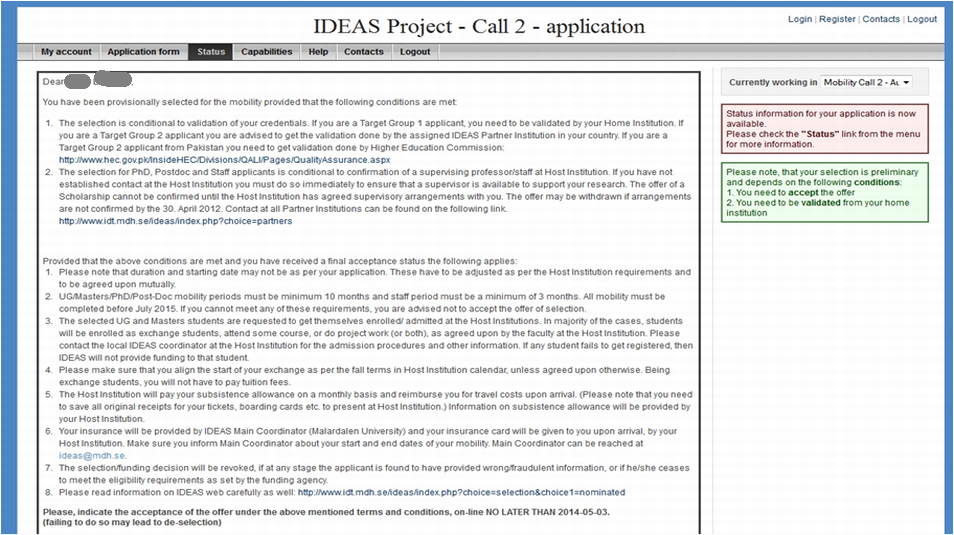 IDEAS Project - Call 2 - application
Login | Register | Contacts | Logout
My account Application form Status Capabilities Help Contacts Logout
Dear
You have been provisionally selected for the mobility provided that the following conditions are met:
1. The selection is conditional to validation of your credentials. If you are a Target Group 1 applicant, you need to be validated by your Home Institution. If
you are a Target Group 2 applicant you are advised to get the validation done by the assigned IDEAS Partner Institution in your country. If you are a
Target Group 2 applicant from Pakistan you need to get validation done by Higher Education Commission:
http://www.hec.gov.pk/InsideHEC/Divisions/QALI/Pages/QualityAssurance.aspx
2. The selection for PhD, Postdoc and Staff applicants is conditional to confirmation of a supervising professor/staff at Host Institution. If you have not
established contact at the Host Institution you must do so immediately to ensure that a supervisor is available to support your research. The offer of a
Scholarship cannot be confirmed until the Host Institution has agreed supervisory arrangements with you. The offer may be withdrawn if arrangements
are not confirmed by the 30. April 2012. Contact at all Partner Institutions can be found on the following link.
http://www.idt.mdh.se/ideas/index.php?choice=partners
Provided that the above conditions are met and you have received a final acceptance status the following applies:
1. Please note that duration and starting date may not be as per your application. These have to be adjusted as per the Host Institution requirements and
to be agreed upon mutually.
2. UG/Masters/PhD/Post-Doc mobility periods must be minimum 10 months and staff period must be a minimum of 3 months. All mobility must be
completed before July 2015. If you cannot meet any of these requirements, you are advised not to accept the offer of selection.
3. The selected UG and Masters students are requested to get themselves enrolled/ admitted at the Host Institutions. In majority of the cases, students
will be enrolled as exchange students, attend some course, or do project work (or both), as agreed upon by the faculty at the Host Institution. Please
contact the local IDEAS coordinator at the Host Institution for the admission procedures and other information. If any student fails to get registered, then
IDEAS will not provide funding to that student.
4. Please make sure that you align the start of your exchange as per the fall terms in Host Institution calendar, unless agreed upon otherwise. Being
exchange students, you will not have to pay tuition fees.
5. The Host Institution will pay your subsistence allowance on a monthly basis and reimburse you for travel costs upon arrival. (Please note that you need
to save all original receipts for your tickets, boarding cards etc. to present at Host Institution.) Information on subsistence allowance will be provided by
your Host Institution.
6. Your insurance will be provided by IDEAS Main Coordinator (Malardalen University) and your insurance card will be given to you upon arrival, by your
Host Institution. Make sure you inform Main Coordinator about your start and end dates of your mobility. Main Coordinator can be reached at
ideas@mdh.se.
7. The selection/funding decision will be revoked, if at any stage the applicant is found to have provided wrong/fraudulent information, or if he/she ceases
to meet the eligibility requirements as set by the funding agency.
8. Please read information on IDEAS web carefully as well: http://www.idt.mdh.se/ideas/index.php?choice=selection&choice1=nominated
Please, indicate the acceptance of the offer under the above mentioned terms and conditions, on-line NO LATER THAN 2014-05-03.
(failing to do so may lead to de-selection)
Currently working in Mobility Call 2 - Au
Status information for your application is now
available.
Please check the "Status" link from the menu
for more information.
Please note, that your selection is preliminary
and depends on the following conditions:
1. You need to accept the offer
2. You need to be validated from your home
institution